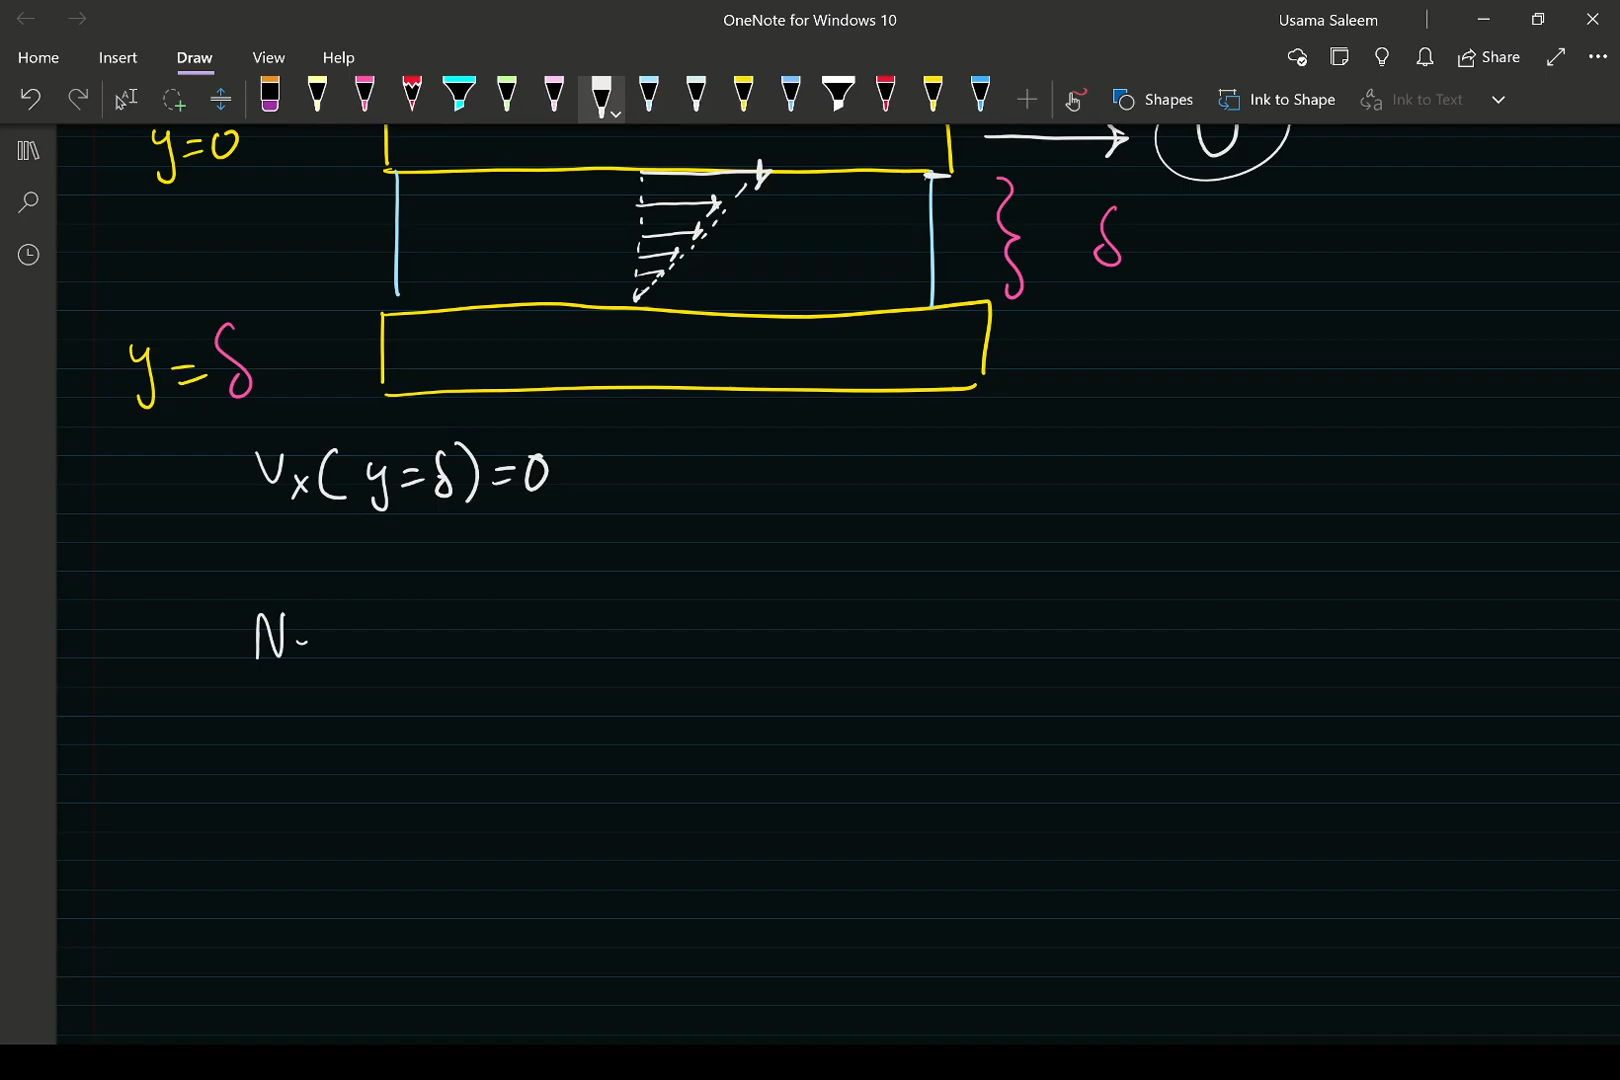 OneNote for Windows 10
Usama Saleem
Home Insert Draw View Help
Share
Shapes
Ink to Shape
Ink to Text
y=0
U
δ
y=δ
Vx(y=δ)=0
N-